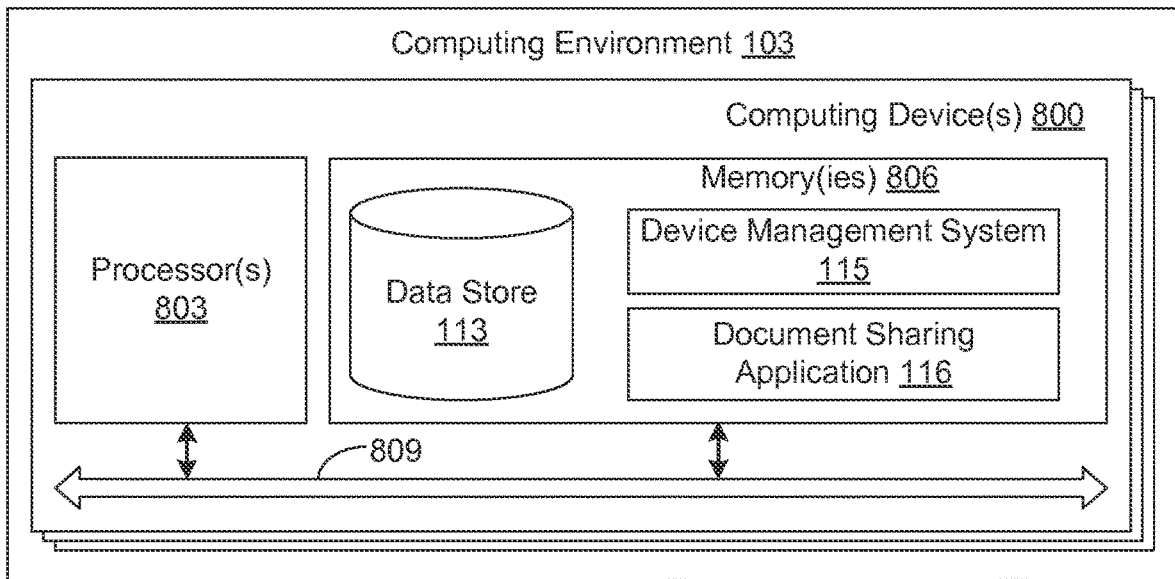 Computing Environment 103
Computing Device(s) 800
Memory(ies) 806
Processor(s)
803
Data Store
113
Device Management System
115
Document Sharing
Application 116
809